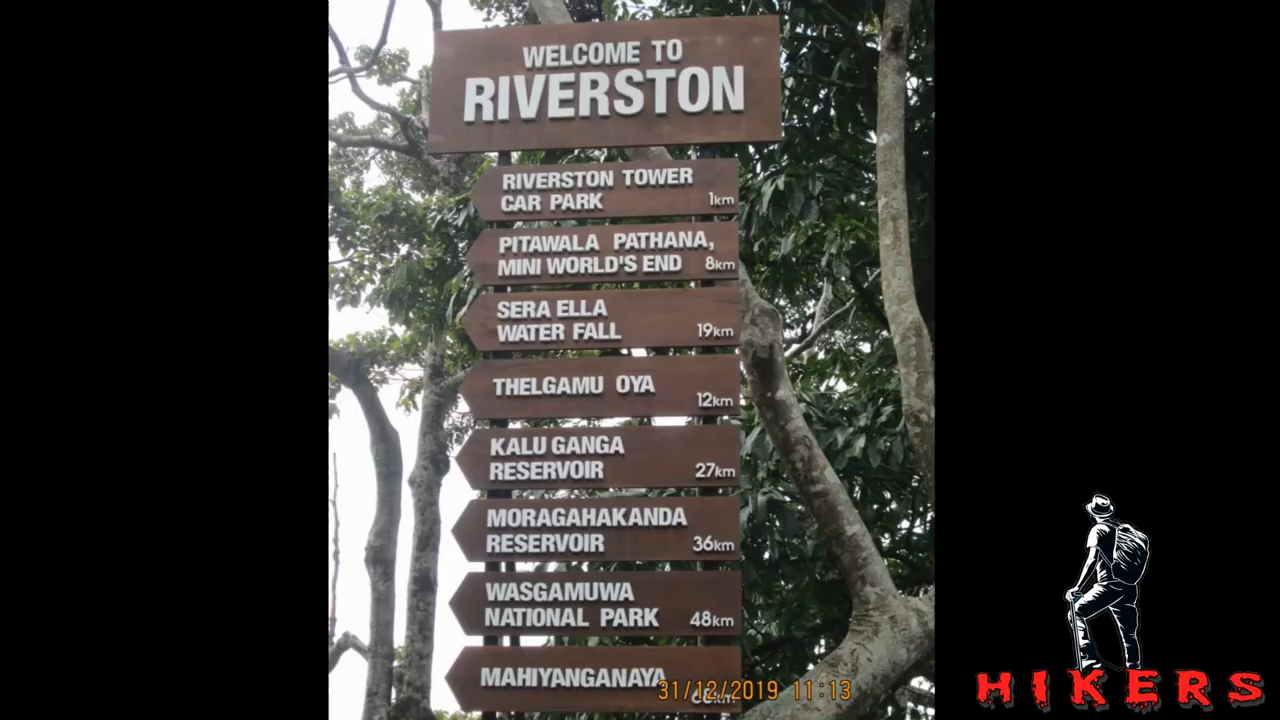 WELCOME TO
RIVERSTON
RIVERSTON TOWER
CAR PARK 1km
PITAWALA PATHANA,
MINI WORLD'S END 8km
SERA ELLA
WATER FALL 19km
THELGAMU OYA
12km
KALU GANGA
RESERVOIR 27km
MORAGAHAKANDA
RESERVOIR 36km
WASGAMUWA
NATIONAL PARK 48km
MAHIYANGANAYA
31/12/2019 11:13
HIKERS